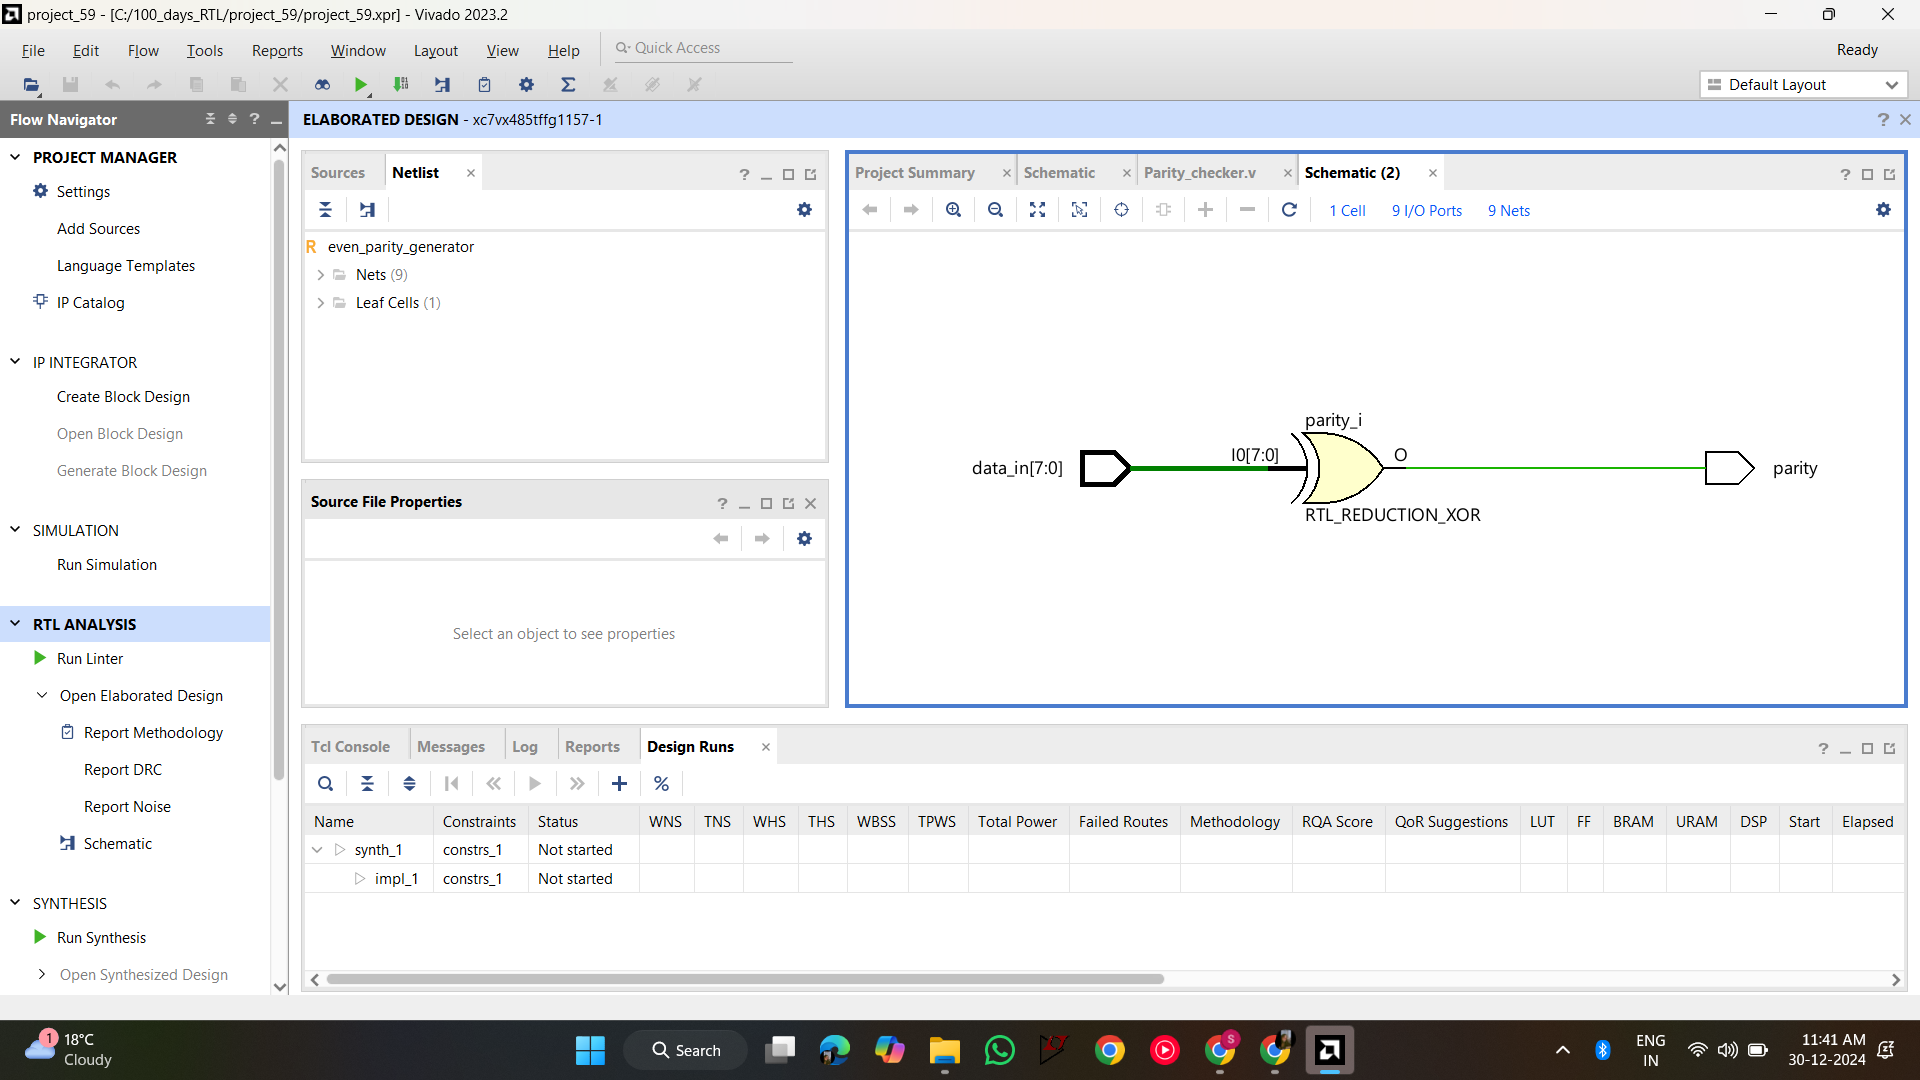 project_59 - [C:/100_days_RTL/project_59/project_59.xpr] - Vivado 2023.2
File Edit Flow Tools Reports Window Layout View Help Quick Access Ready
Default Layout
Flow Navigator
ELABORATED DESIGN - xc7vx485tffg1157-1
PROJECT MANAGER
Settings
Add Sources
Language Templates
IP Catalog
IP INTEGRATOR
Create Block Design
Open Block Design
Generate Block Design
SIMULATION
Run Simulation
RTL ANALYSIS
Run Linter
Open Elaborated Design
Report Methodology
Report DRC
Report Noise
Schematic
SYNTHESIS
Run Synthesis
Open Synthesized Design
Sources Netlist
even_parity_generator
Nets (9)
Leaf Cells (1)
Source File Properties
Select an object to see properties
Project Summary Schematic Parity_checker.v Schematic (2)
1 Cell 9 I/O Ports 9 Nets
parity_i
data_in[7:0] I0[7:0] O parity
RTL_REDUCTION_XOR
Tcl Console Messages Log Reports Design Runs
Name Constraints Status WNS TNS WHS THS WBSS TPWS Total Power Failed Routes Methodology RQA Score QoR Suggestions LUT FF BRAM URAM DSP Start Elapsed
synth_1 constrs_1 Not started
impl_1 constrs_1 Not started
1
18°C
Cloudy
Search
S
ENG
IN
11:41 AM
30-12-2024